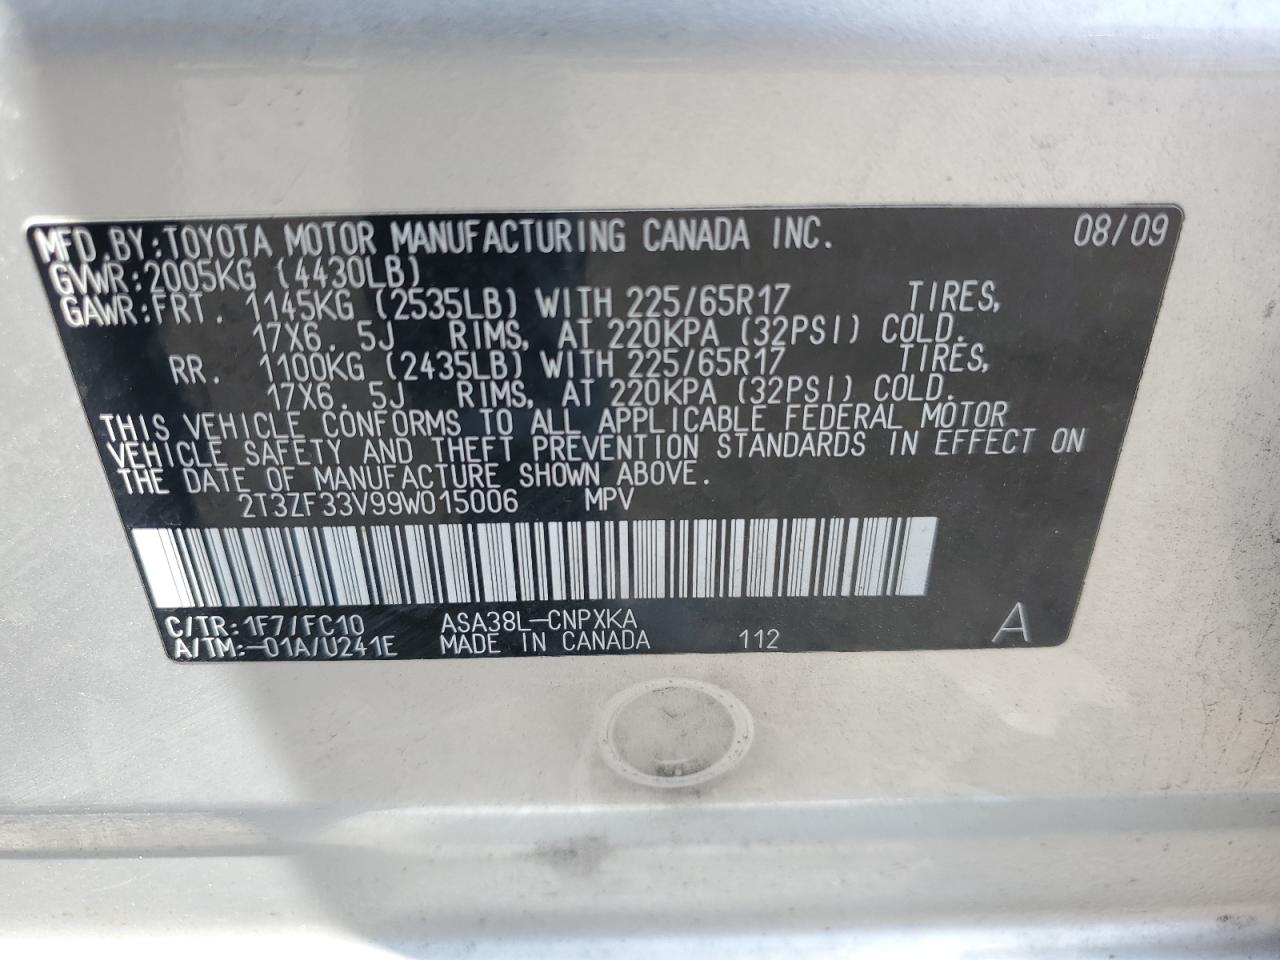 MFD.BY:TOYOTA MOTOR MANUFACTURING CANADA INC. 08/09
GVWR:2005KG (4430LB)
GAWR:FRT. 1145KG (2535LB) WITH 225/65R17 TIRES,
17X6.5J RIMS, AT 220KPA (32PSI) COLD.
RR. 1100KG (2435LB) WITH 225/65R17 TIRES,
17X6.5J RIMS, AT 220KPA (32PSI) COLD.
THIS VEHICLE CONFORMS TO ALL APPLICABLE FEDERAL MOTOR
VEHICLE SAFETY AND THEFT PREVENTION STANDARDS IN EFFECT ON
THE DATE OF MANUFACTURE SHOWN ABOVE.
2T3ZF33V99W015006 MPV
C/TR:1F7/FC10 ASA38L-CNPXKA
A/TM:-01A/U241E MADE IN CANADA 112 A